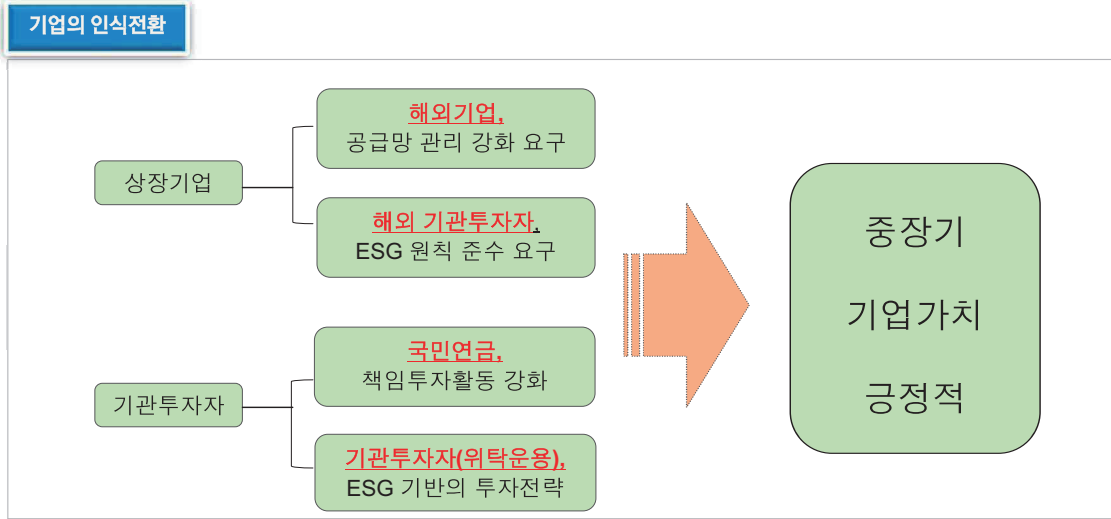 기업의 인식전환
해외기업,
공급망 관리 강화 요구
상장기업
해외 기관투자자,
ESG 원칙 준수 요구
국민연금,
책임투자활동 강화
기관투자자
기관투자자(위탁운용),
ESG 기반의 투자전략
중장기
기업가치
긍정적